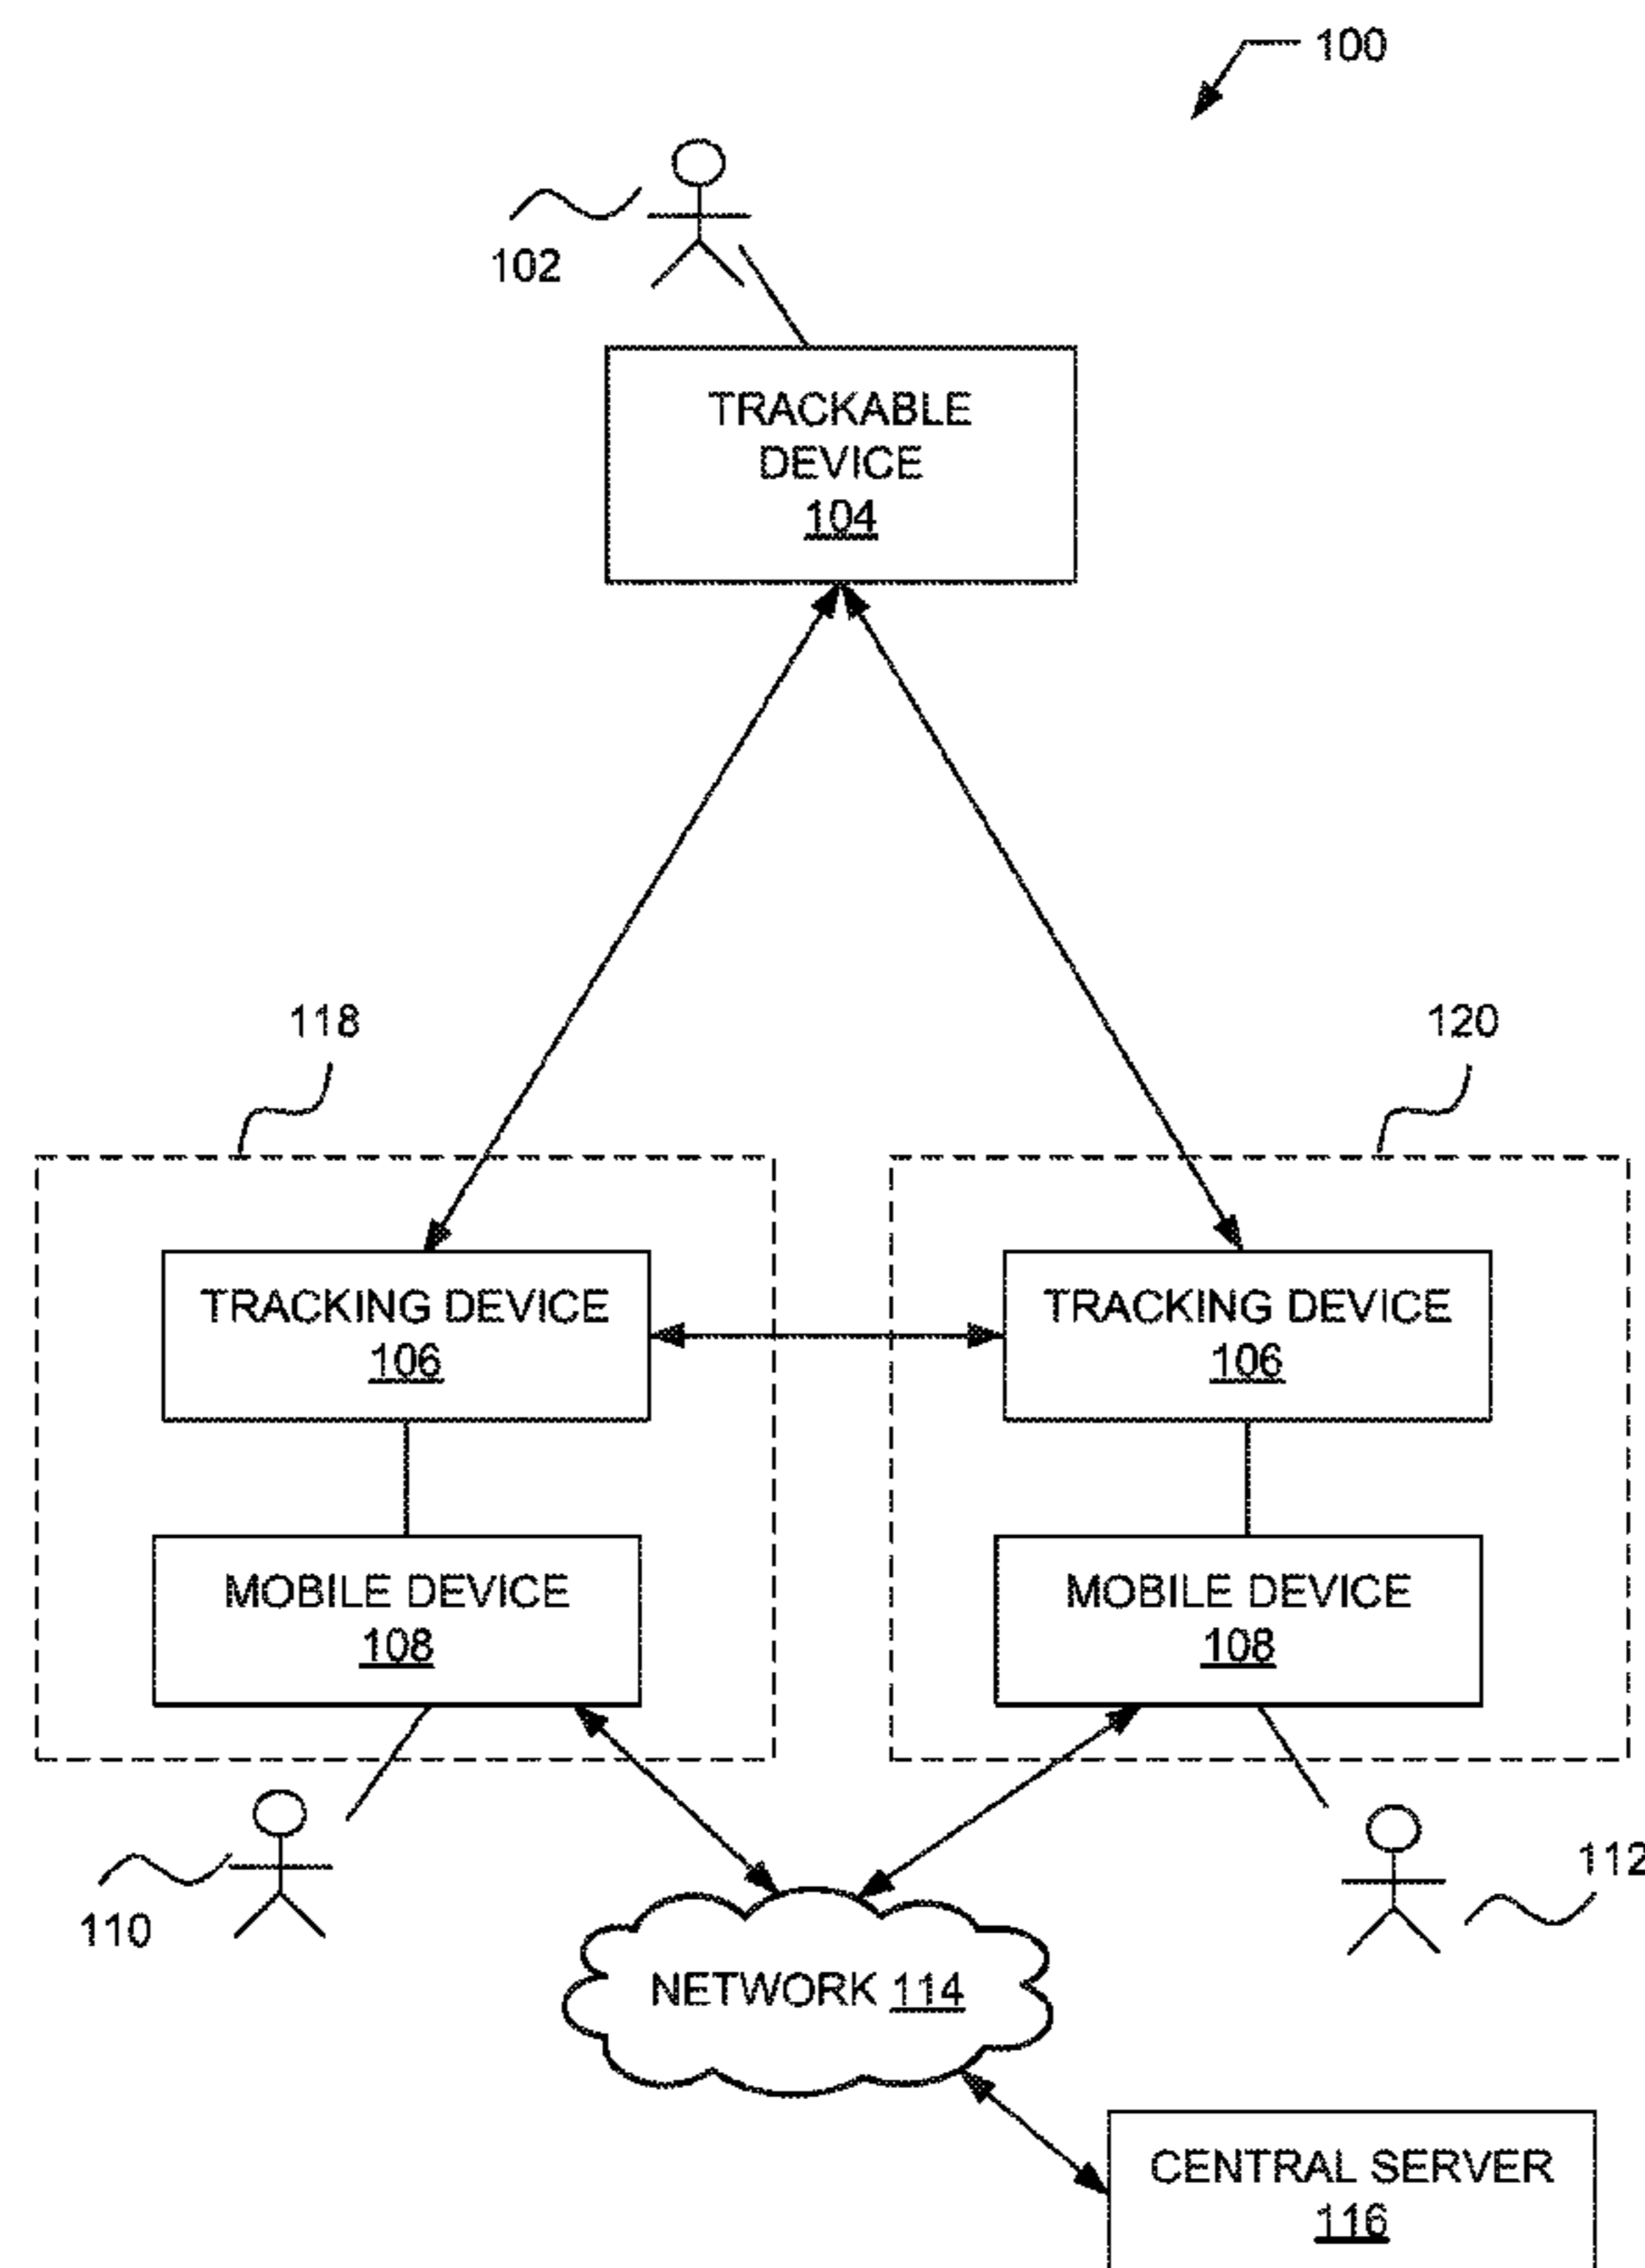 100
102
TRACKABLE
DEVICE
104
118
120
TRACKING DEVICE
106
TRACKING DEVICE
106
MOBILE DEVICE
108
MOBILE DEVICE
108
110
112
NETWORK 114
CENTRAL SERVER
116